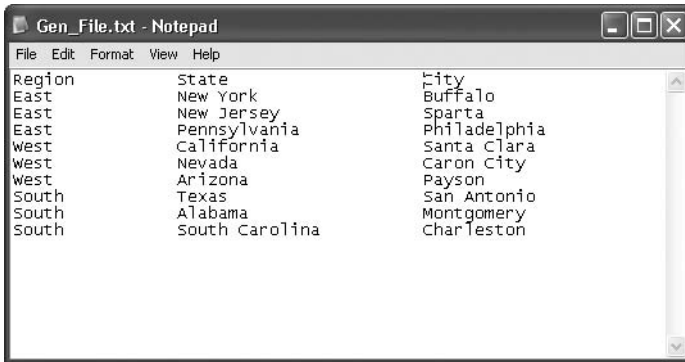 Gen_File.txt - Notepad
File Edit Format View Help
Region State City
East New York Buffalo
East New Jersey Sparta
East Pennsylvania Philadelphia
West California Santa Clara
West Nevada Caron City
West Arizona Payson
South Texas San Antonio
South Alabama Montgomery
South South Carolina Charleston